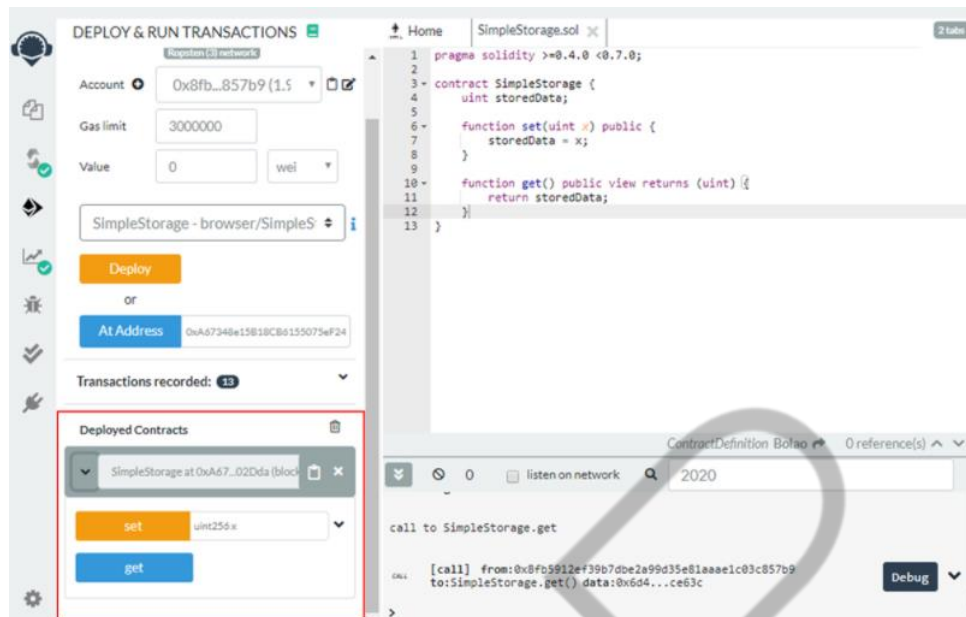 DEPLOY & RUN TRANSACTIONS
Ropsten (3) network
Account 0x8fb...857b9 (1.9
Gas limit 3000000
Value 0 wei
SimpleStorage - browser/SimpleS
Deploy
or
At Address 0xA67348e15B18CB6155075eF24
Transactions recorded: 13
Deployed Contracts
SimpleStorage at 0xA67...02Dda (block
set uint256 x
get
Home SimpleStorage.sol 2 tabs
1 pragma solidity >=0.4.0 <0.7.0;
2
3 contract SimpleStorage {
4 uint storedData;
5
6 function set(uint x) public {
7 storedData = x;
8 }
9
10 function get() public view returns (uint) {
11 return storedData;
12 }
13 }
ContractDefinition Bolao 0 reference(s)
0 listen on network 2020
call to SimpleStorage.get
CALL [call] from:0x8fb5912ef39b7dbe2a99d35e81aaae1c03c857b9
to:SimpleStorage.get() data:0x6d4...ce63c Debug
>